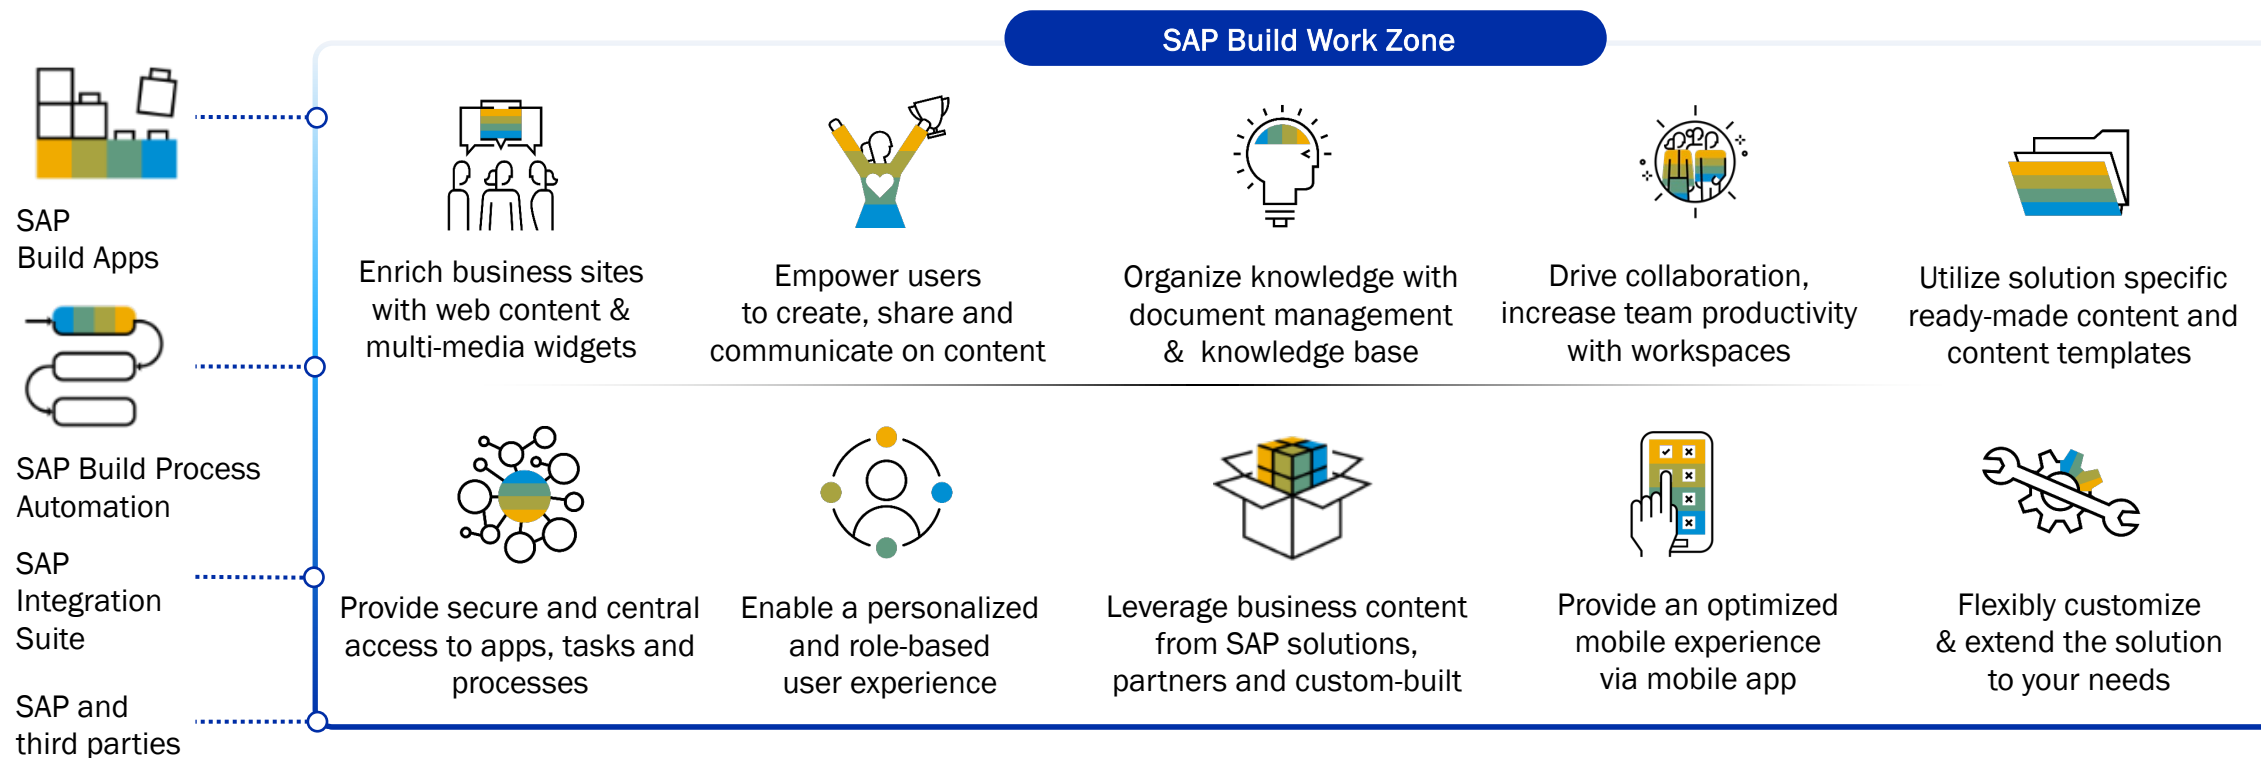 SAP Build Work Zone
SAP
Build Apps
SAP Build Process
Automation
SAP
Integration
Suite
SAP and
third parties
Enrich business sites
with web content &
multi-media widgets
Empower users
to create, share and
communicate on content
Organize knowledge with
document management
& knowledge base
Drive collaboration,
increase team productivity
with workspaces
Utilize solution specific
ready-made content and
content templates
Provide secure and central
access to apps, tasks and
processes
Enable a personalized
and role-based
user experience
Leverage business content
from SAP solutions,
partners and custom-built
Provide an optimized
mobile experience
via mobile app
Flexibly customize
& extend the solution
to your needs